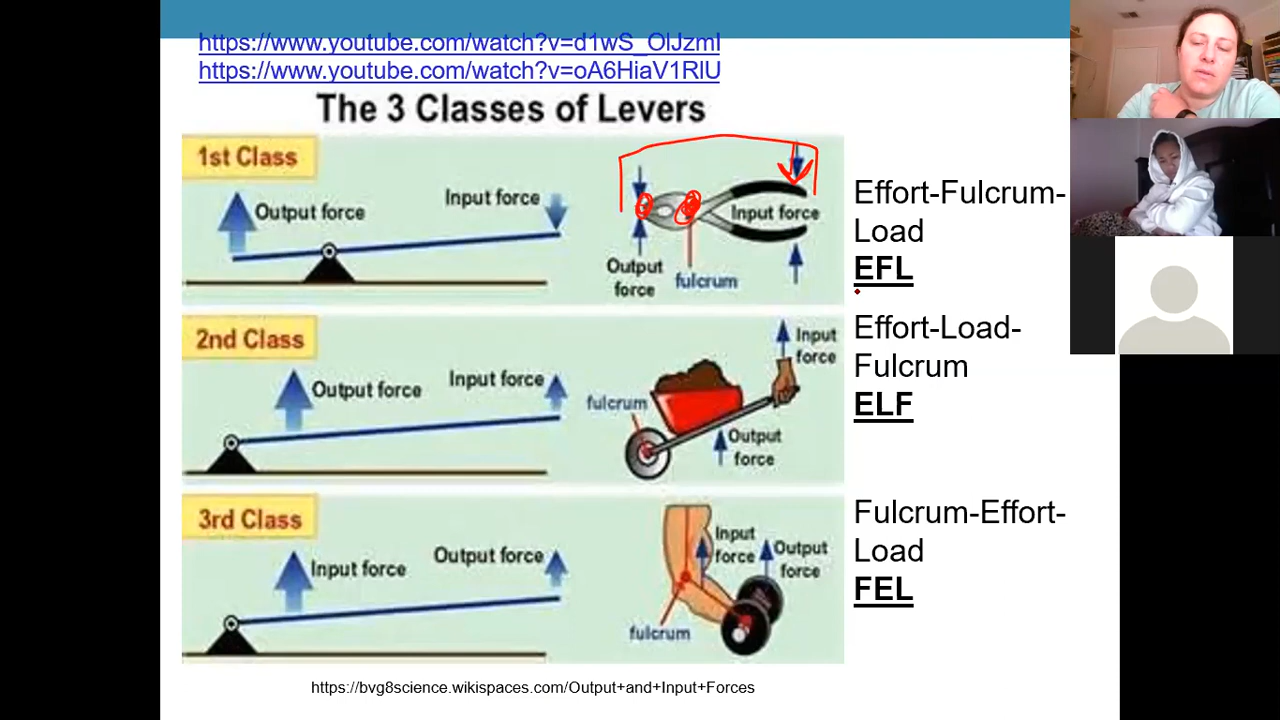 https://www.youtube.com/watch?v=d1wS_OlJzmI
https://www.youtube.com/watch?v=oA6HiaV1RlU
The 3 Classes of Levers
1st Class
Output force
Input force
Input force
Output
force
fulcrum
Effort-Fulcrum-
Load
EFL
2nd Class
Output force
Input force
Input
force
fulcrum
Output
force
Effort-Load-
Fulcrum
ELF
3rd Class
Input force
Output force
Input
force
Output
force
fulcrum
Fulcrum-Effort-
Load
FEL
https://bvg8science.wikispaces.com/Output+and+Input+Forces